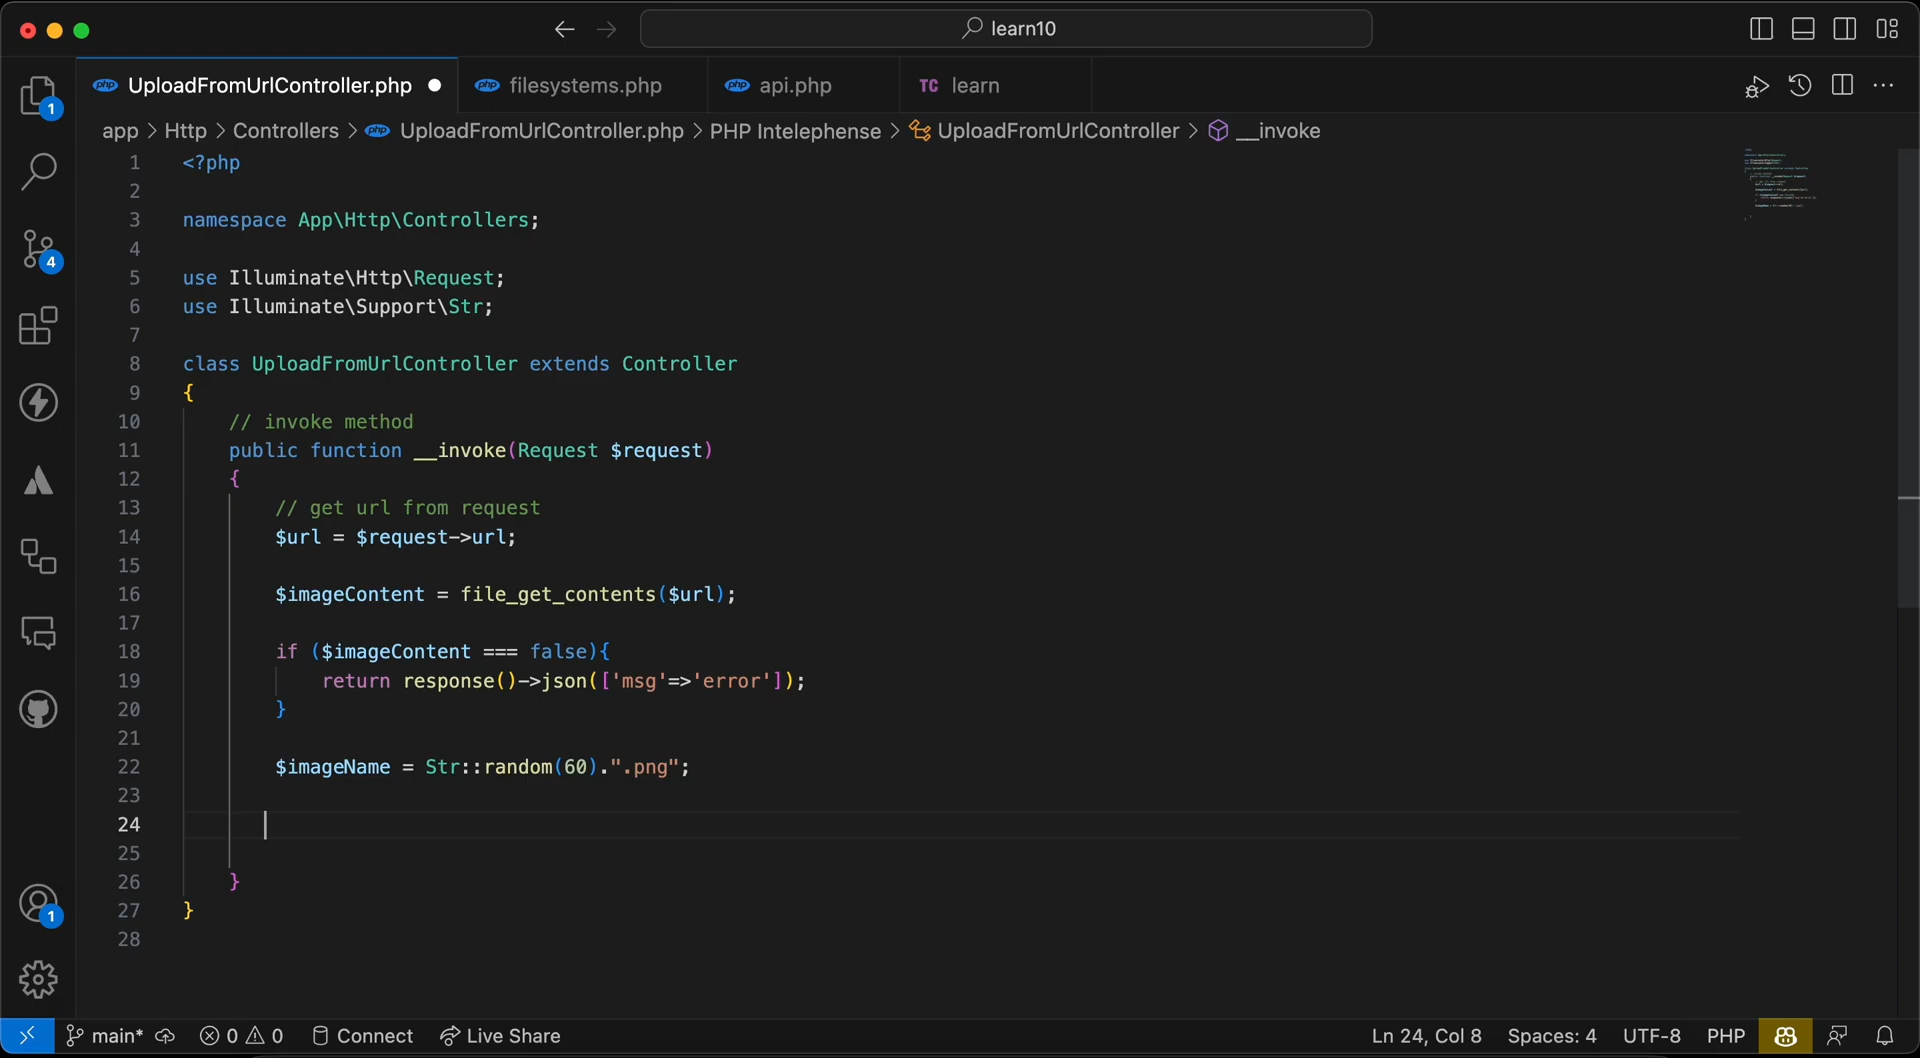 learn10
UploadFromUrlController.php
filesystems.php
api.php
TC learn
app > Http > Controllers > UploadFromUrlController.php > PHP Intelephense > UploadFromUrlController > __invoke
1 <?php
2
3 namespace App\Http\Controllers;
4
5 use Illuminate\Http\Request;
6 use Illuminate\Support\Str;
7
8 class UploadFromUrlController extends Controller
9 {
10 // invoke method
11 public function __invoke(Request $request)
12 {
13 // get url from request
14 $url = $request->url;
15
16 $imageContent = file_get_contents($url);
17
18 if ($imageContent === false){
19 return response()->json(['msg'=>'error']);
20 }
21
22 $imageName = Str::random(60).".png";
23
24
25
26 }
27 }
28
1
4
1
main* 0 0 Connect Live Share Ln 24, Col 8 Spaces: 4 UTF-8 PHP